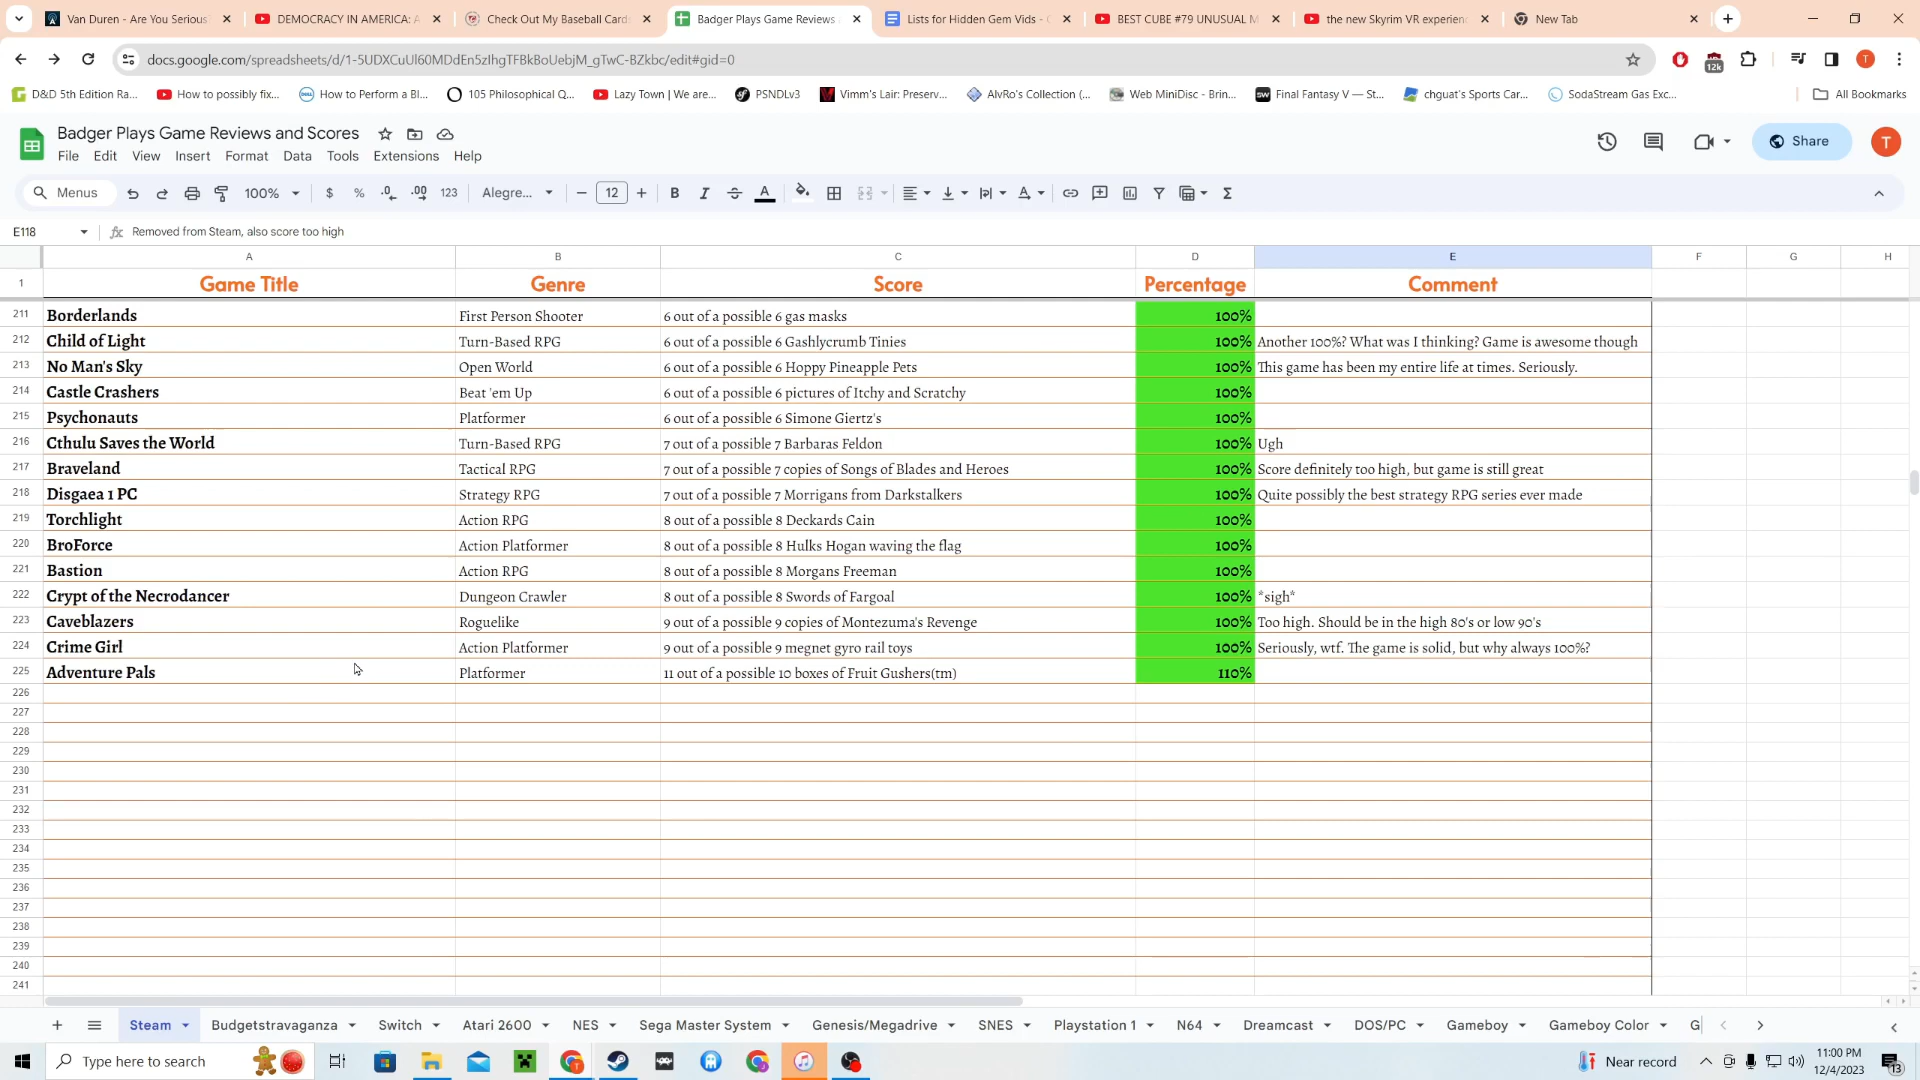 Van Duren - Are You Serious
DEMOCRACY IN AMERICA: A
Check Out My Baseball Card
Badger Plays Game Reviews
Lists for Hidden Gem Vids - G
BEST CUBE #79 UNUSUAL M
the new Skyrim VR experien
New Tab
docs.google.com/spreadsheets/d/1-5UDXCuUl60MDdEn5zIhgTFBkBoUebjM_gTwC-BZkbc/edit#gid=0
12k
T
D&D 5th Edition Ra...
How to possibly fix...
How to Perform a Bl...
105 Philosophical Q...
Lazy Town | We are...
PSNDLv3
Vimm's Lair: Preserv...
AlvRo's Collection (...
Web MiniDisc - Brin...
Final Fantasy V — St...
chguat's Sports Car...
SodaStream Gas Exc...
All Bookmarks
Badger Plays Game Reviews and Scores
File Edit View Insert Format Data Tools Extensions Help
Share
T
Menus
100%
$ % .0 .00 123
Alegre...
12
B I A
E118
fx Removed from Steam, also score too high
A B C D E F G H
1 Game Title Genre Score Percentage Comment
211 Borderlands First Person Shooter 6 out of a possible 6 gas masks 100%
212 Child of Light Turn-Based RPG 6 out of a possible 6 Gashlycrumb Tinies 100% Another 100%? What was I thinking? Game is awesome though
213 No Man's Sky Open World 6 out of a possible 6 Hoppy Pineapple Pets 100% This game has been my entire life at times. Seriously.
214 Castle Crashers Beat 'em Up 6 out of a possible 6 pictures of Itchy and Scratchy 100%
215 Psychonauts Platformer 6 out of a possible 6 Simone Giertz's 100%
216 Cthulu Saves the World Turn-Based RPG 7 out of a possible 7 Barbaras Feldon 100% Ugh
217 Braveland Tactical RPG 7 out of a possible 7 copies of Songs of Blades and Heroes 100% Score definitely too high, but game is still great
218 Disgaea 1 PC Strategy RPG 7 out of a possible 7 Morrigans from Darkstalkers 100% Quite possibly the best strategy RPG series ever made
219 Torchlight Action RPG 8 out of a possible 8 Deckards Cain 100%
220 BroForce Action Platformer 8 out of a possible 8 Hulks Hogan waving the flag 100%
221 Bastion Action RPG 8 out of a possible 8 Morgans Freeman 100%
222 Crypt of the Necrodancer Dungeon Crawler 8 out of a possible 8 Swords of Fargoal 100% *sigh*
223 Caveblazers Roguelike 9 out of a possible 9 copies of Montezuma's Revenge 100% Too high. Should be in the high 80's or low 90's
224 Crime Girl Action Platformer 9 out of a possible 9 megnet gyro rail toys 100% Seriously, wtf. The game is solid, but why always 100%?
225 Adventure Pals Platformer 11 out of a possible 10 boxes of Fruit Gushers(tm) 110%
226
227
228
229
230
231
232
233
234
235
236
237
238
239
240
241
Steam Budgetstravaganza Switch Atari 2600 NES Sega Master System Genesis/Megadrive SNES Playstation 1 N64 Dreamcast DOS/PC Gameboy Gameboy Color G
Type here to search
Near record
11:00 PM
12/4/2023
13